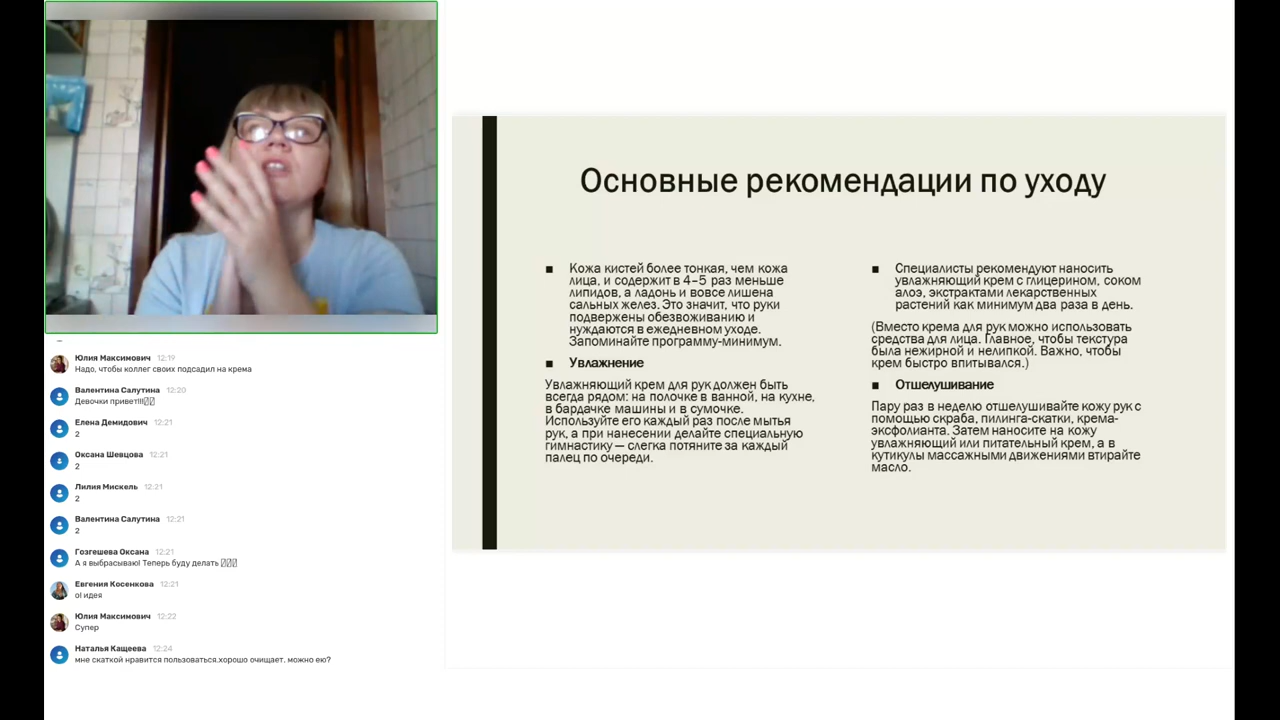 Основные рекомендации по уходу
■ Кожа кистей более тонкая, чем кожа
лица, и содержит в 4–5 раз меньше
липидов, а ладонь и вовсе лишена
сальных желез. Это значит, что руки
подвержены обезвоживанию и
нуждаются в ежедневном уходе.
Запоминайте программу-минимум.
■ Увлажнение
Увлажняющий крем для рук должен быть
всегда рядом: на полочке в ванной, на кухне,
в бардачке машины и в сумочке.
Используйте его каждый раз после мытья
рук, а при нанесении делайте специальную
гимнастику — слегка потяните за каждый
палец по очереди.
■ Специалисты рекомендуют наносить
увлажняющий крем с глицерином, соком
алоэ, экстрактами лекарственных
растений как минимум два раза в день.
(Вместо крема для рук можно использовать
средства для лица. Главное, чтобы текстура
была нежирной и нелипкой. Важно, чтобы
крем быстро впитывался.)
■ Отшелушивание
Пару раз в неделю отшелушивайте кожу рук с
помощью скраба, пилинга-скатки, крема-
эксфолианта. Затем наносите на кожу
увлажняющий или питательный крем, а в
кутикулы массажными движениями втирайте
масло.
Юлия Максимович 12:19
Надо, чтобы коллег своих подсадил на крема
Валентина Салутина 12:20
Девочки привет!!!
Елена Демидович 12:21
2
Оксана Шевцова 12:21
2
Лилия Мискель 12:21
2
Валентина Салутина 12:21
2
Гозгешева Оксана 12:21
А я выбрасываю! Теперь буду делать
Евгения Косенкова 12:21
о! идея
Юлия Максимович 12:22
Супер
Наталья Кащеева 12:24
мне скаткой нравится пользоваться.хорошо очищает. можно ею?